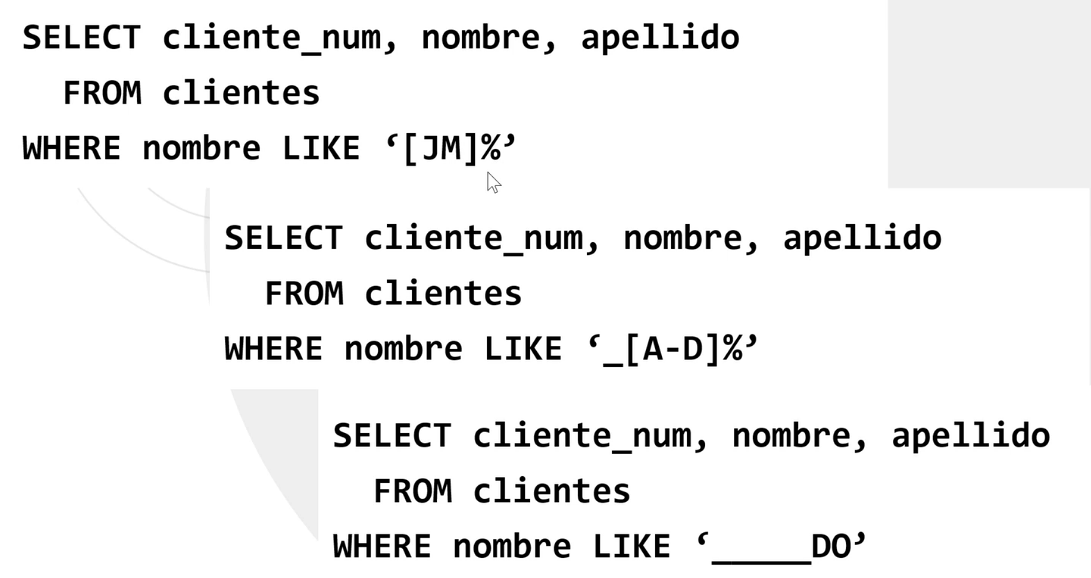 SELECT cliente_num, nombre, apellido
FROM clientes
WHERE nombre LIKE ‘[JM]%’
SELECT cliente_num, nombre, apellido
FROM clientes
WHERE nombre LIKE ‘_[A-D]%’
SELECT cliente_num, nombre, apellido
FROM clientes
WHERE nombre LIKE ‘_____DO’